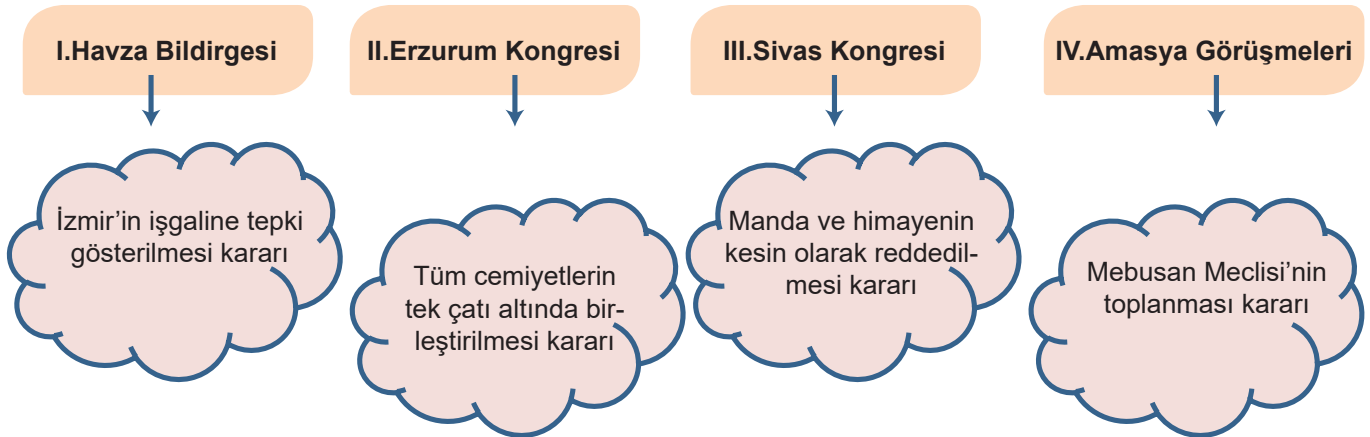 I.Havza Bildirgesi
İzmir’in işgaline tepki
gösterilmesi kararı
II.Erzurum Kongresi
Tüm cemiyetlerin
tek çatı altında bir-
leştirilmesi kararı
III.Sivas Kongresi
Manda ve himayenin
kesin olarak reddedil-
mesi kararı
IV.Amasya Görüşmeleri
Mebusan Meclisi’nin
toplanması kararı